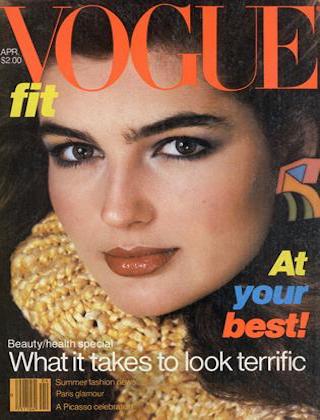 VOGUE
APR.
$2.00
fit
At
your
best!
Beauty/health special
What it takes to look terrific
Summer fashion news
Paris glamour
A Picasso celebration